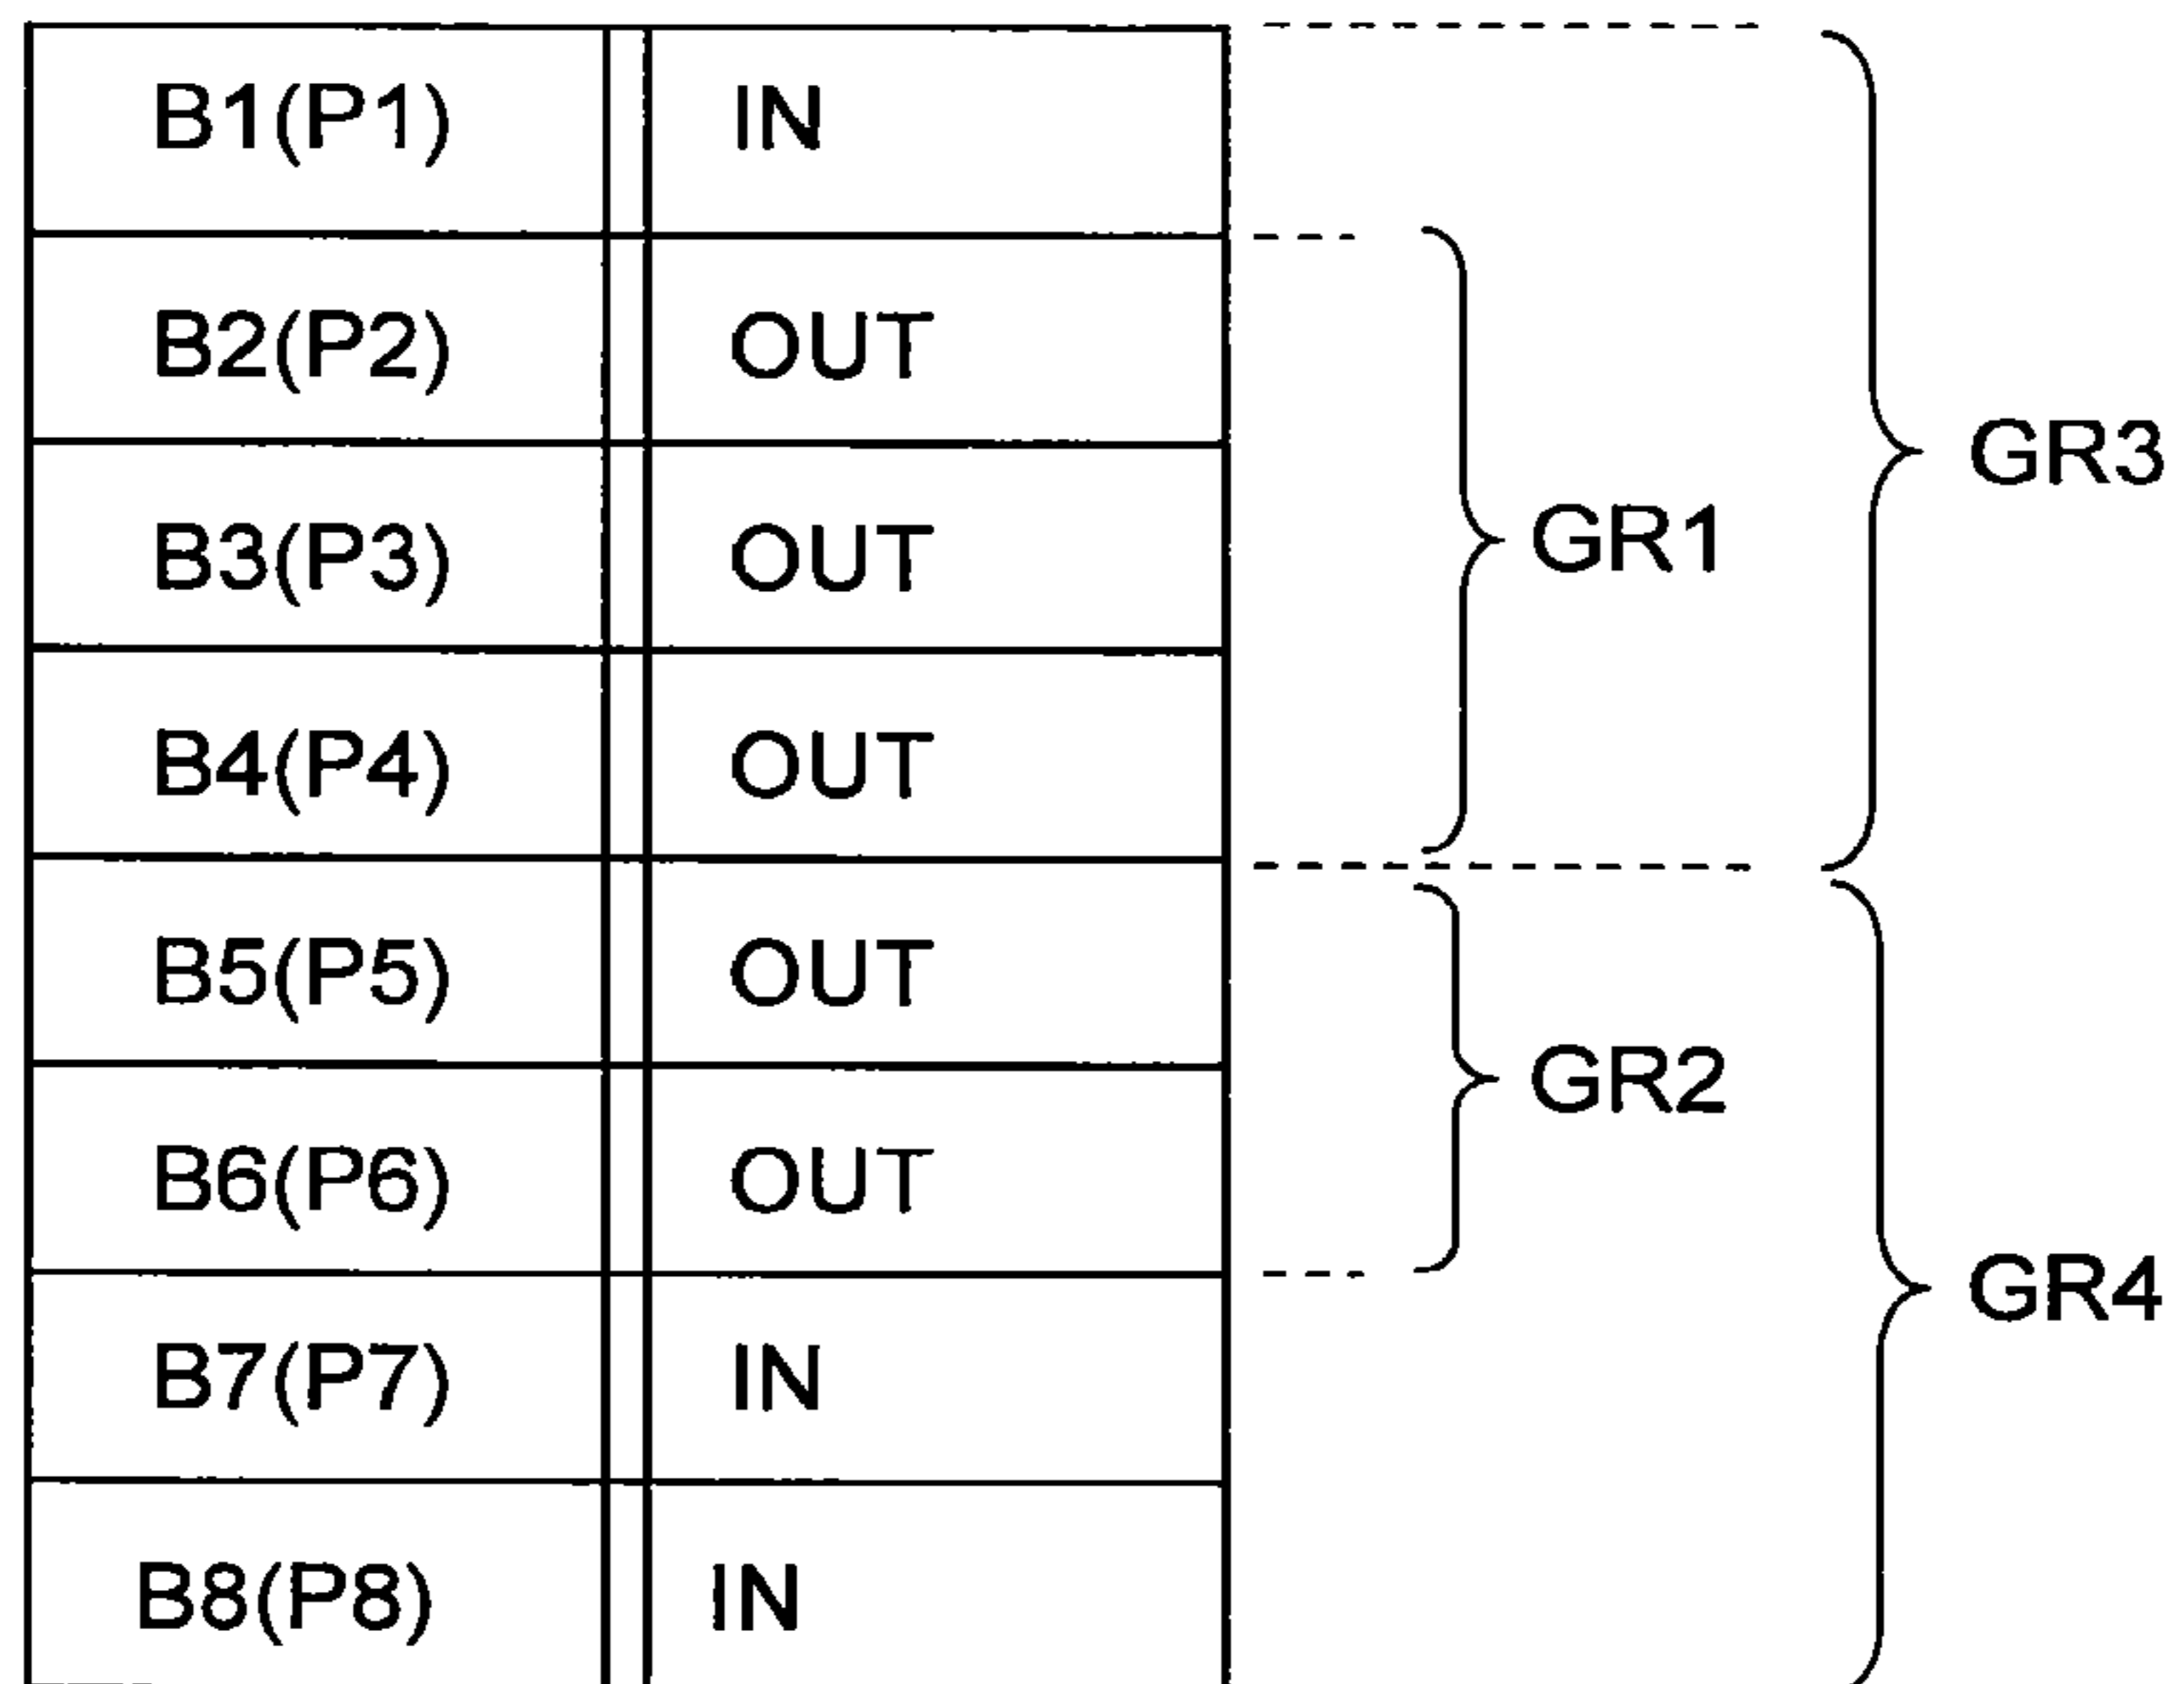 B1(P1) IN
B2(P2) OUT
GR3
B3(P3) OUT
GR1
B4(P4) OUT
B5(P5) OUT
GR2
B6(P6) OUT
GR4
B7(P7) IN
B8(P8) IN